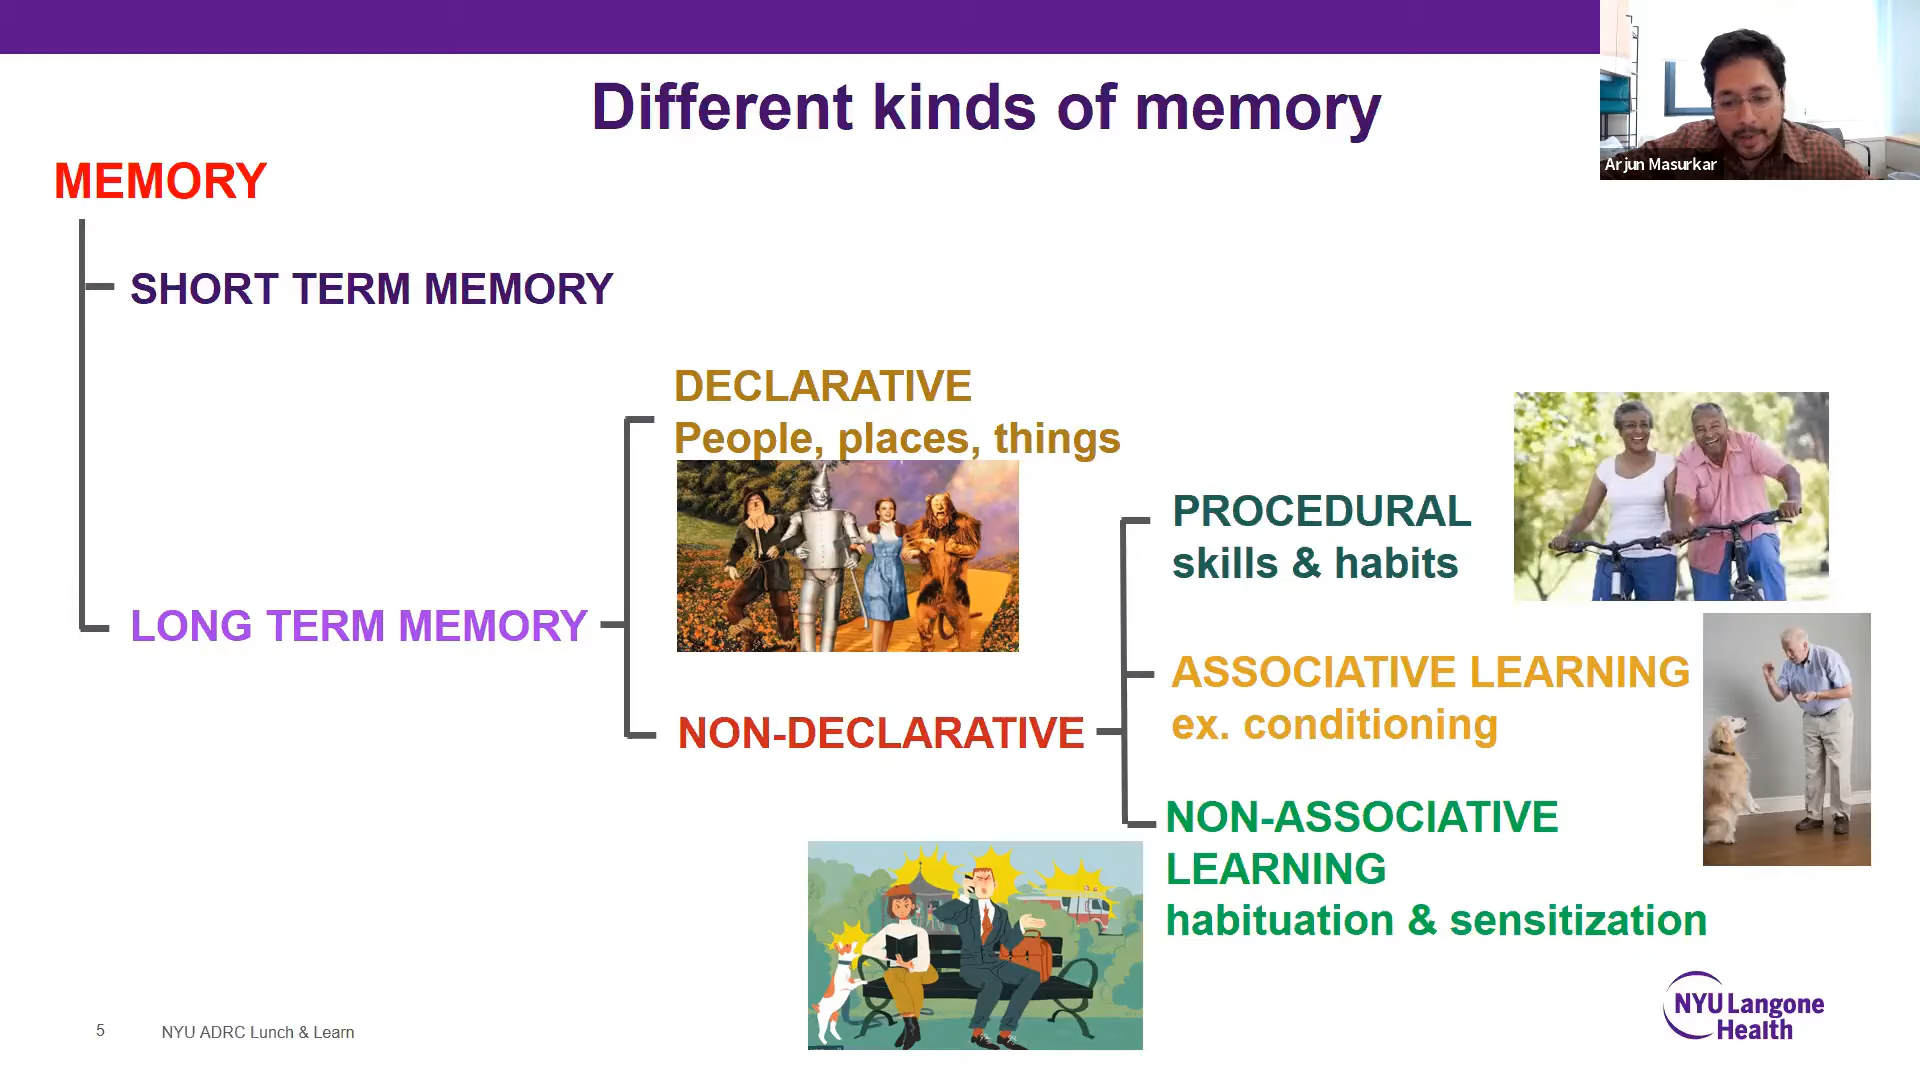 Different kinds of memory
Arjun Masurkar
MEMORY
SHORT TERM MEMORY
LONG TERM MEMORY
DECLARATIVE
People, places, things
NON-DECLARATIVE
PROCEDURAL
skills & habits
ASSOCIATIVE LEARNING
ex. conditioning
NON-ASSOCIATIVE
LEARNING
habituation & sensitization
5
NYU ADRC Lunch & Learn
NYU Langone
Health